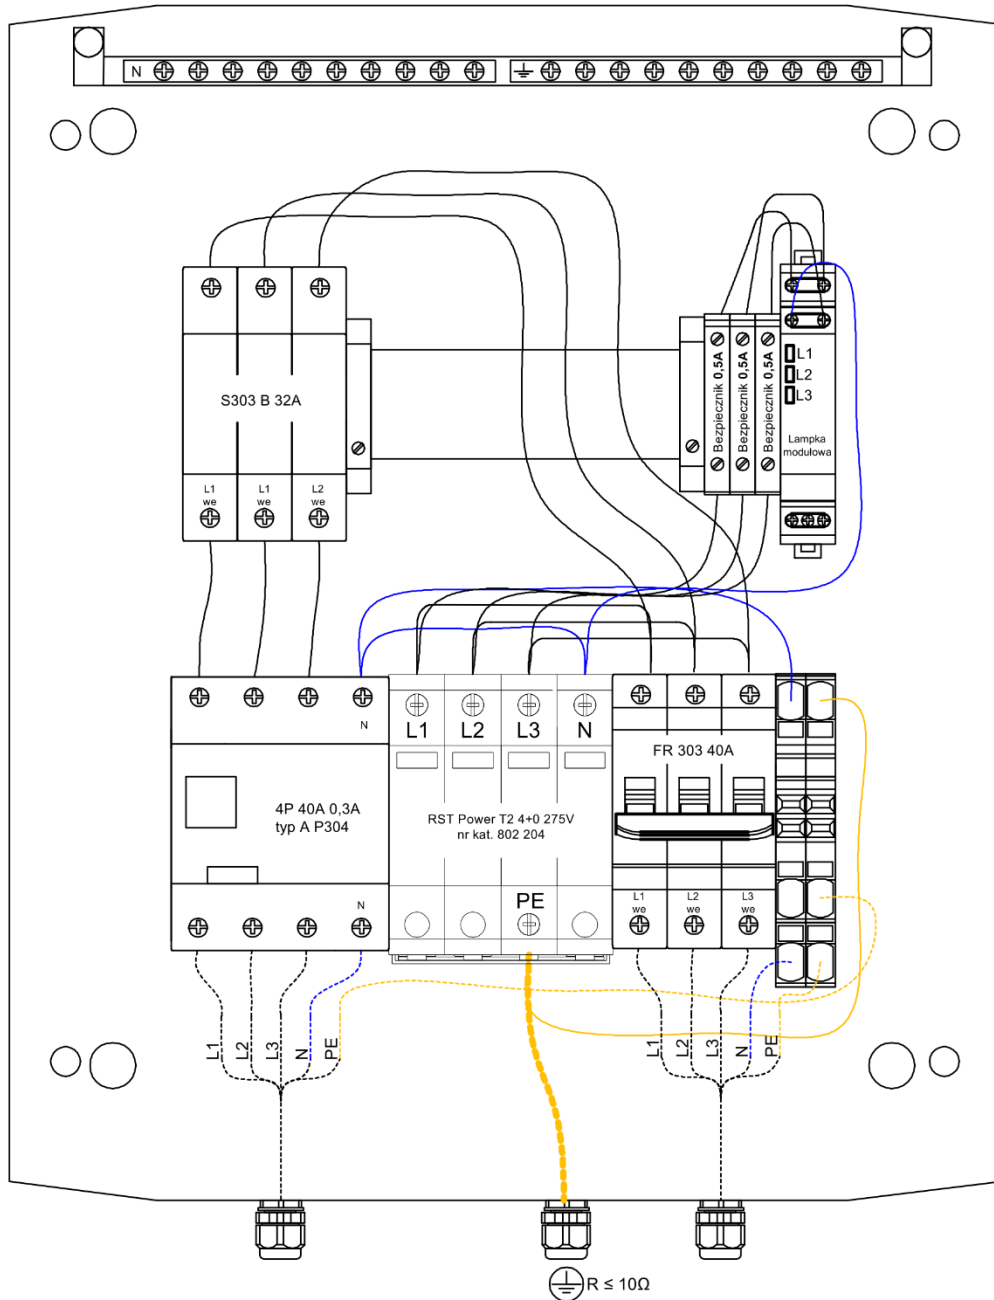 N
L1
L2
L3
Bezpiecznik 0,5A
Bezpiecznik 0,5A
Bezpiecznik 0,5A
Lampka
modułowa
S303 B 32A
L1
we
L1
we
L2
we
N
L1
L2
L3
N
FR 303 40A
4P 40A 0,3A
typ A P304
RST Power T2 4+0 275V
nr kat. 802 204
N
PE
L1
we
L2
we
L3
we
L1
L2
L3
N
PE
L1
L2
L3
N
PE
R ≤ 10Ω